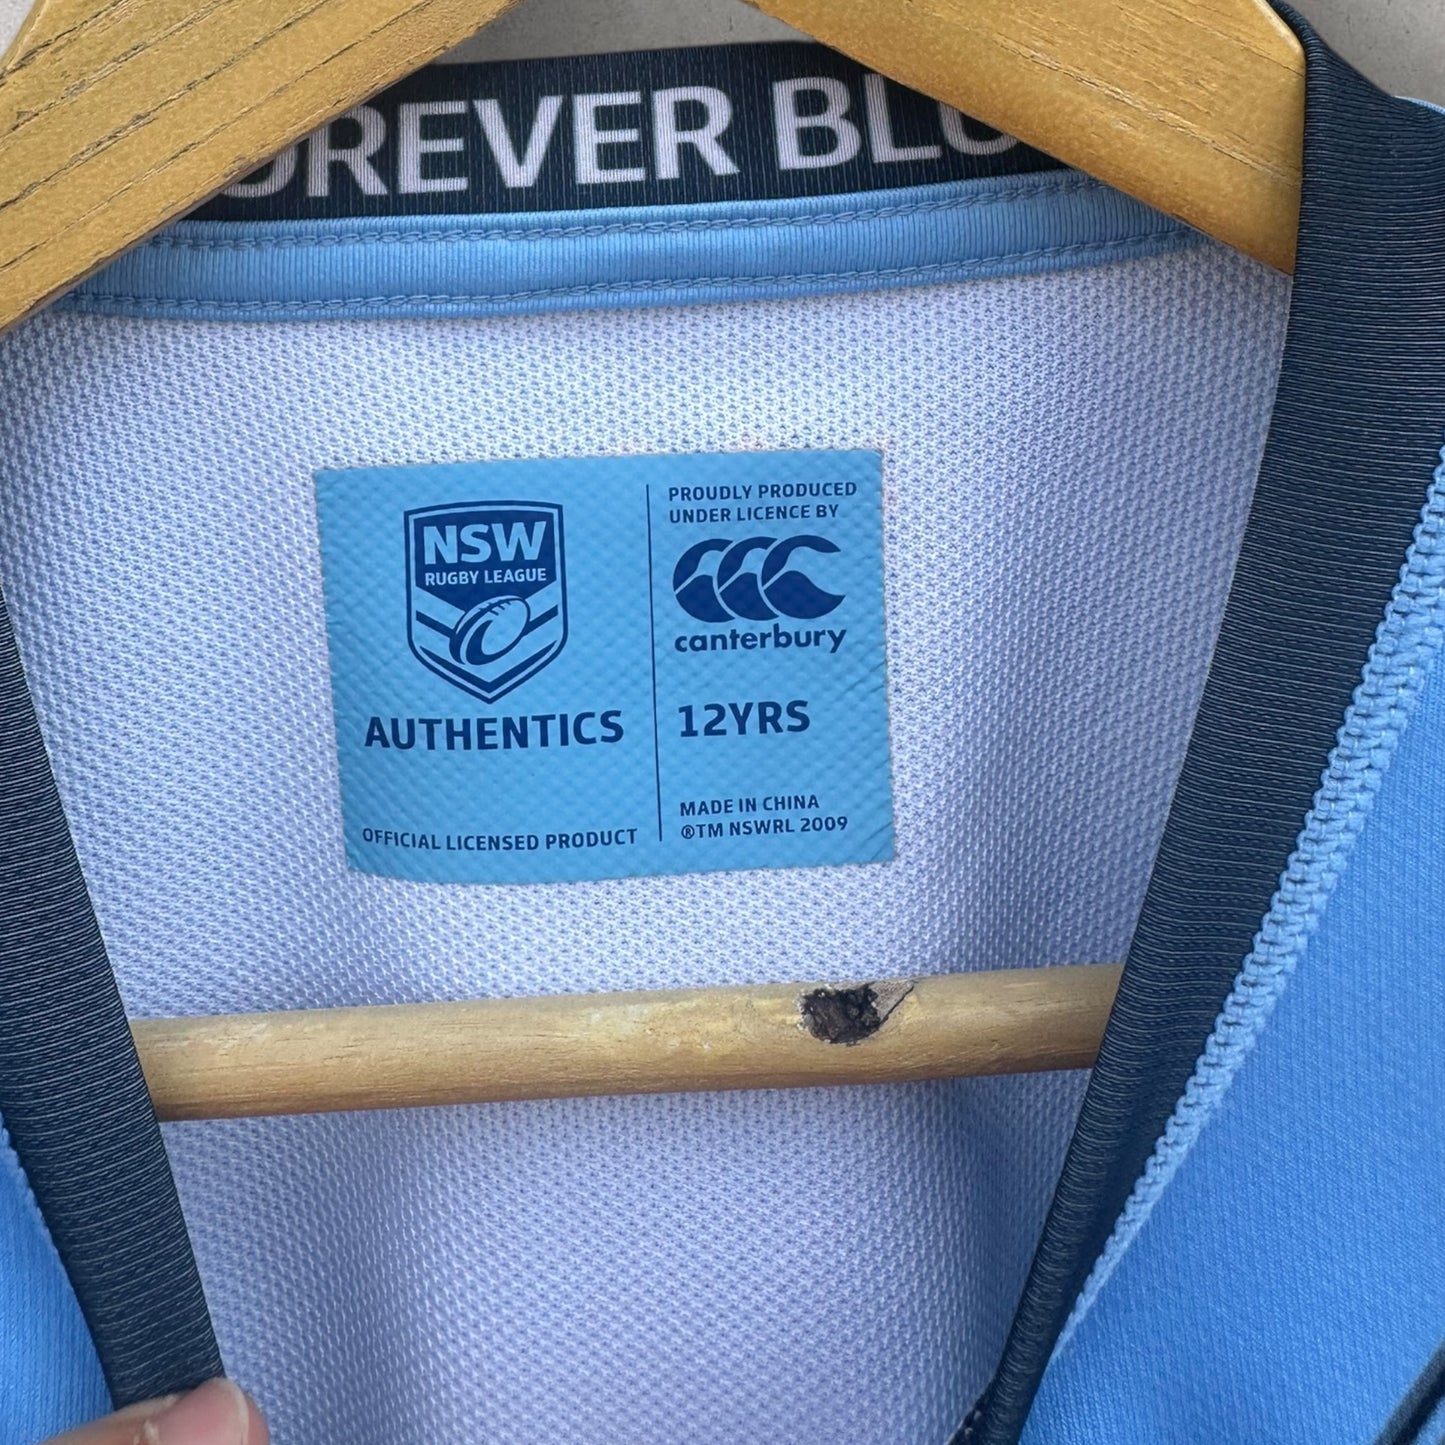 OREVER BLU
NSW
RUGBY LEAGUE
AUTHENTICS
OFFICIAL LICENSED PRODUCT
PROUDLY PRODUCED
UNDER LICENCE BY
canterbury
12YRS
MADE IN CHINA
®TM NSWRL 2009